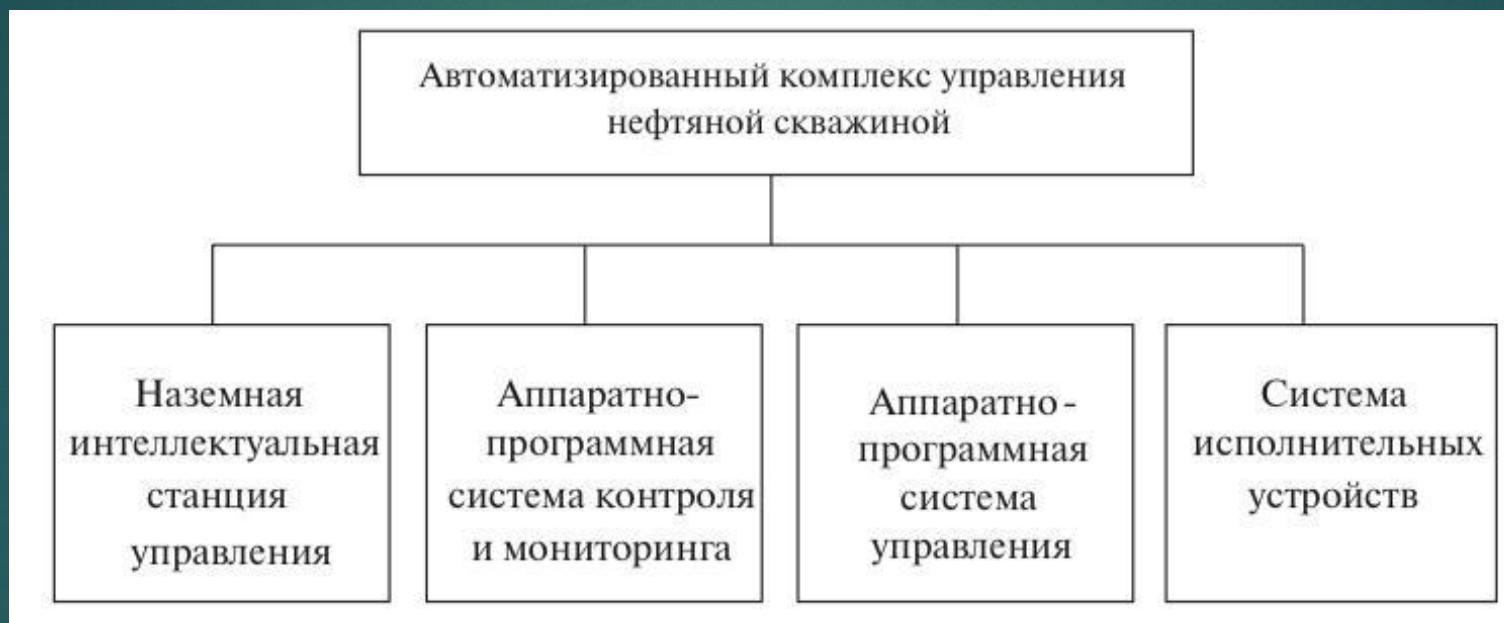 Автоматизированный комплекс управления
нефтяной скважиной
Наземная
интеллектуальная
станция
управления
Аппаратно-
программная
система контроля
и мониторинга
Аппаратно -
программная
система
управления
Система
исполнительных
устройств